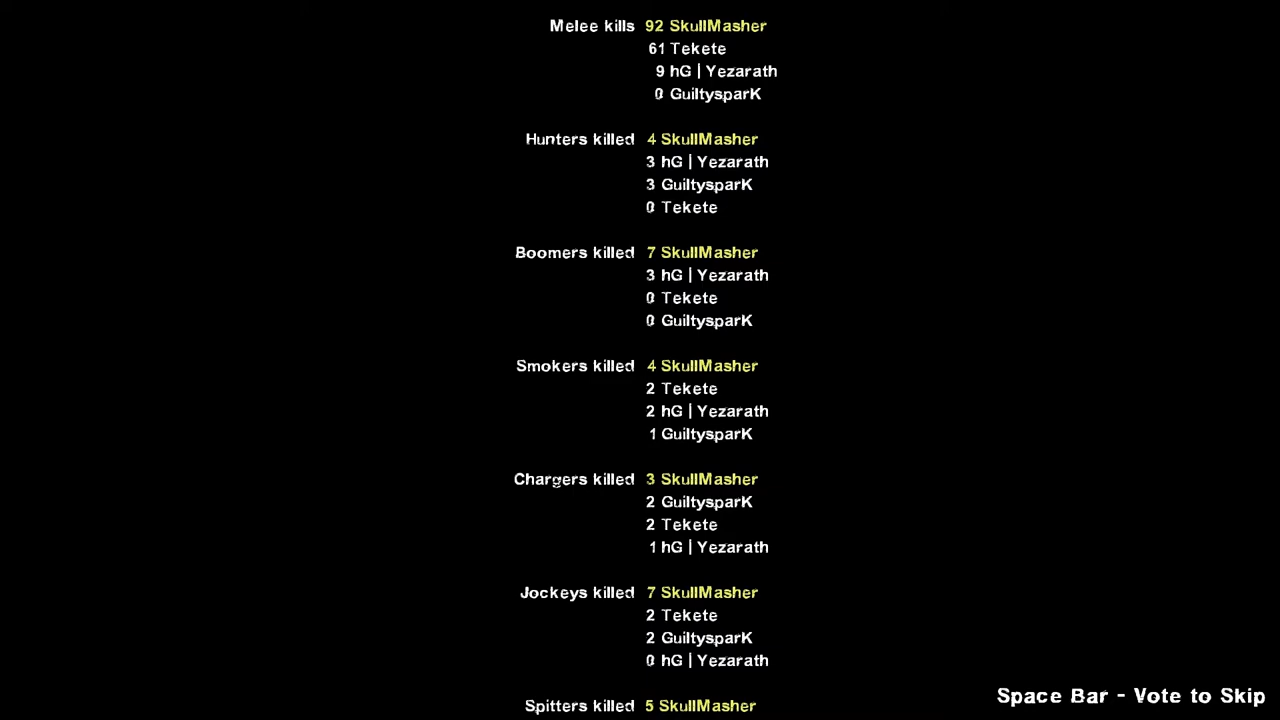 Melee kills 92 SkullMasher
61 Tekete
9 hG | Yezarath
0 GuiltysparK
Hunters killed 4 SkullMasher
3 hG | Yezarath
3 GuiltysparK
0 Tekete
Boomers killed 7 SkullMasher
3 hG | Yezarath
0 Tekete
0 GuiltysparK
Smokers killed 4 SkullMasher
2 Tekete
2 hG | Yezarath
1 GuiltysparK
Chargers killed 3 SkullMasher
2 GuiltysparK
2 Tekete
1 hG | Yezarath
Jockeys killed 7 SkullMasher
2 Tekete
2 GuiltysparK
0 hG | Yezarath
Spitters killed 5 SkullMasher
Space Bar - Vote to Skip